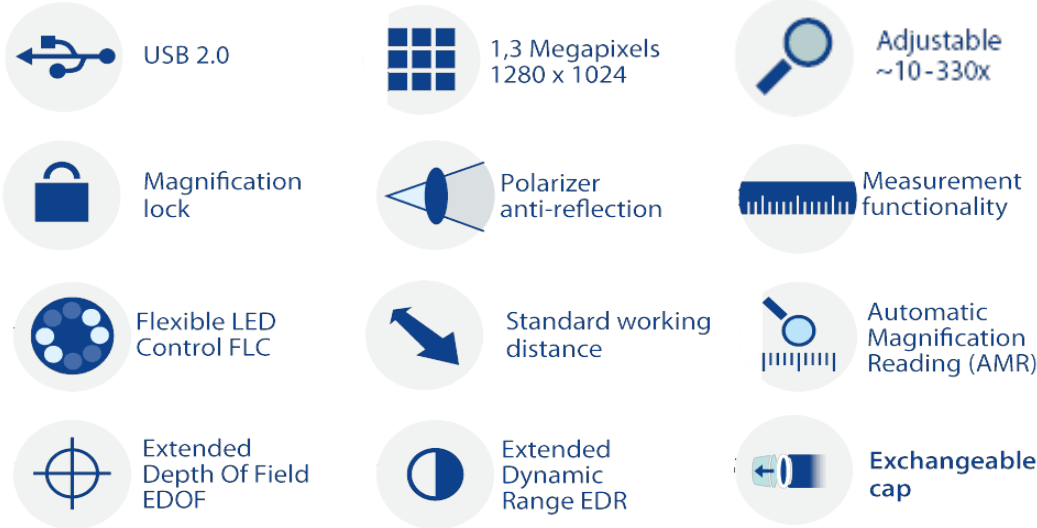 USB 2.0
1,3 Megapixels
1280 x 1024
Adjustable
~10-330x
Magnification
lock
Polarizer
anti-reflection
Measurement
functionality
Flexible LED
Control FLC
Standard working
distance
Automatic
Magnification
Reading (AMR)
Extended
Depth Of Field
EDOF
Extended
Dynamic
Range EDR
Exchangeable
cap